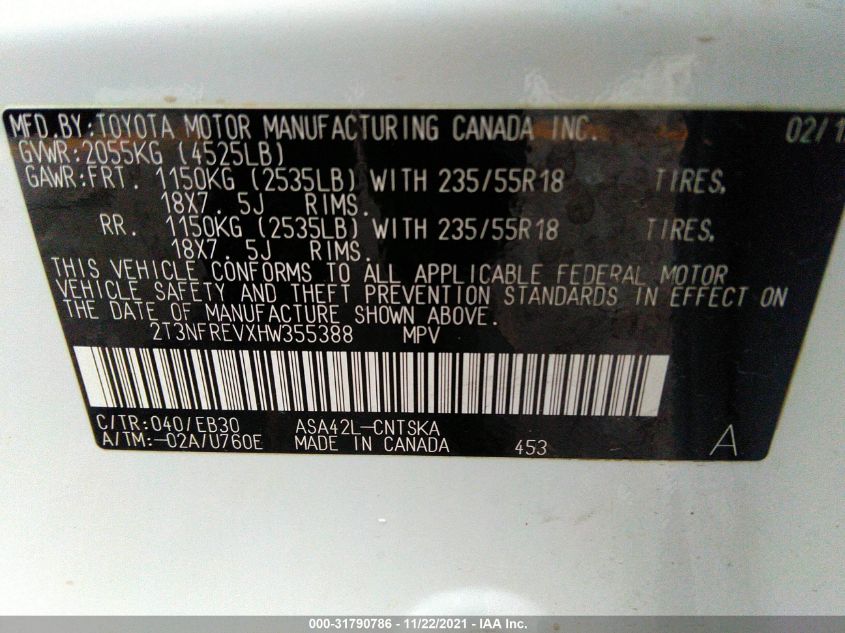 MFD.BY:TOYOTA MOTOR MANUFACTURING CANADA INC. 02/1
GVWR:2055KG (4525LB)
GAWR:FRT. 1150KG (2535LB) WITH 235/55R18 TIRES,
18X7.5J RIMS.
RR. 1150KG (2535LB) WITH 235/55R18 TIRES,
18X7.5J RIMS.
THIS VEHICLE CONFORMS TO ALL APPLICABLE FEDERAL MOTOR
VEHICLE SAFETY AND THEFT PREVENTION STANDARDS IN EFFECT ON
THE DATE OF MANUFACTURE SHOWN ABOVE.
2T3NFREVXHW355388 MPV
C/TR:040/EB30 ASA42L-CNTSKA
A/TM:-02A/U760E MADE IN CANADA 453 A
000-31790786 - 11/22/2021 - IAA Inc.